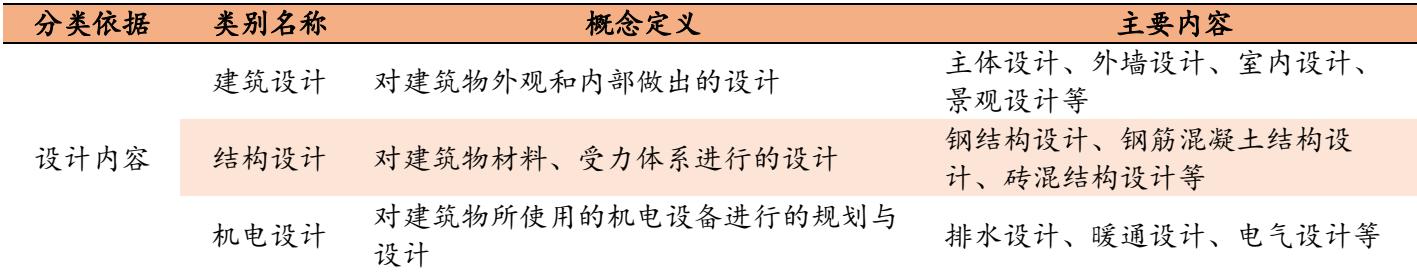 分类依据 类别名称 概念定义 主要内容
建筑设计 对建筑物外观和内部做出的设计 主体设计、外墙设计、室内设计、
景观设计等
设计内容 结构设计 对建筑物材料、受力体系进行的设计 钢结构设计、钢筋混凝土结构设
计、砖混结构设计等
机电设计 对建筑物所使用的机电设备进行的规划与
设计 排水设计、暖通设计、电气设计等